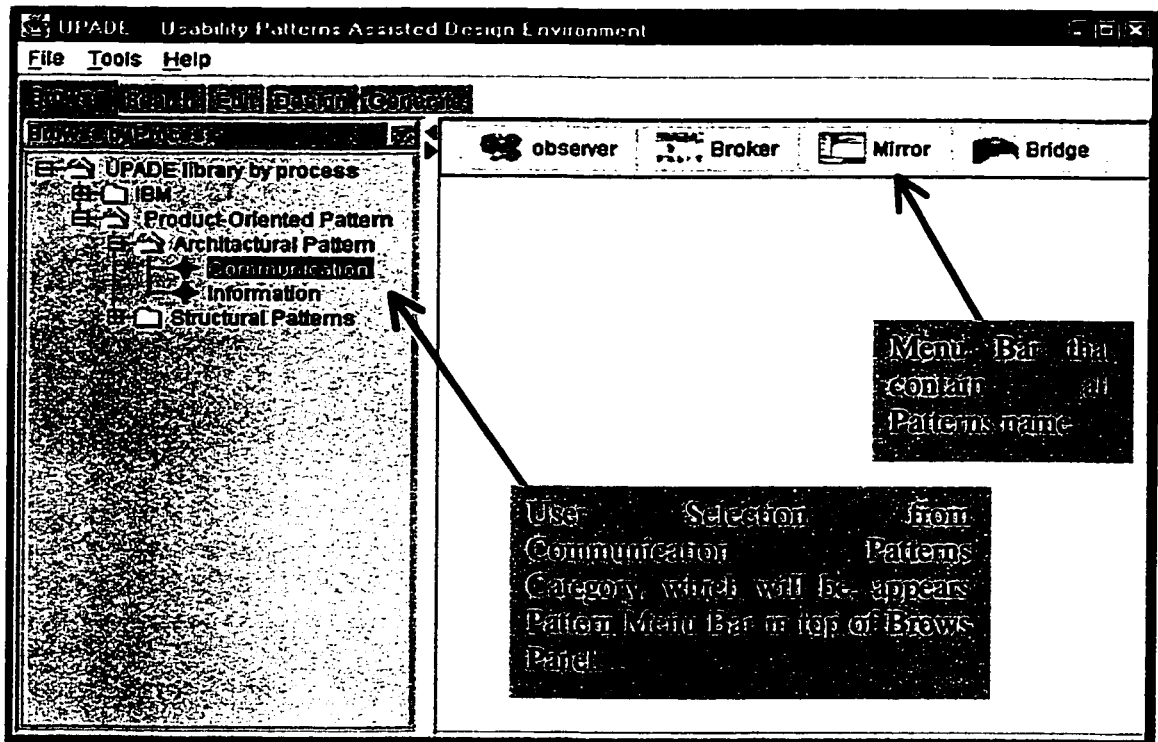 UPADE Usability Patterns Assisted Design Environment
File Tools Help
Browse Search Edit Design Generate
Browse by Process
observer Broker Mirror Bridge
UPADE library by process
IBM
Product-Oriented Pattern
Architactural Pattern
Communication
Information
Structural Patterns
Menu Bar tha
contain al
Patterns name
User Selection from
Communication Patterns
Category, which will be appears
Pattern Menu Bar in top of Brows
Panel